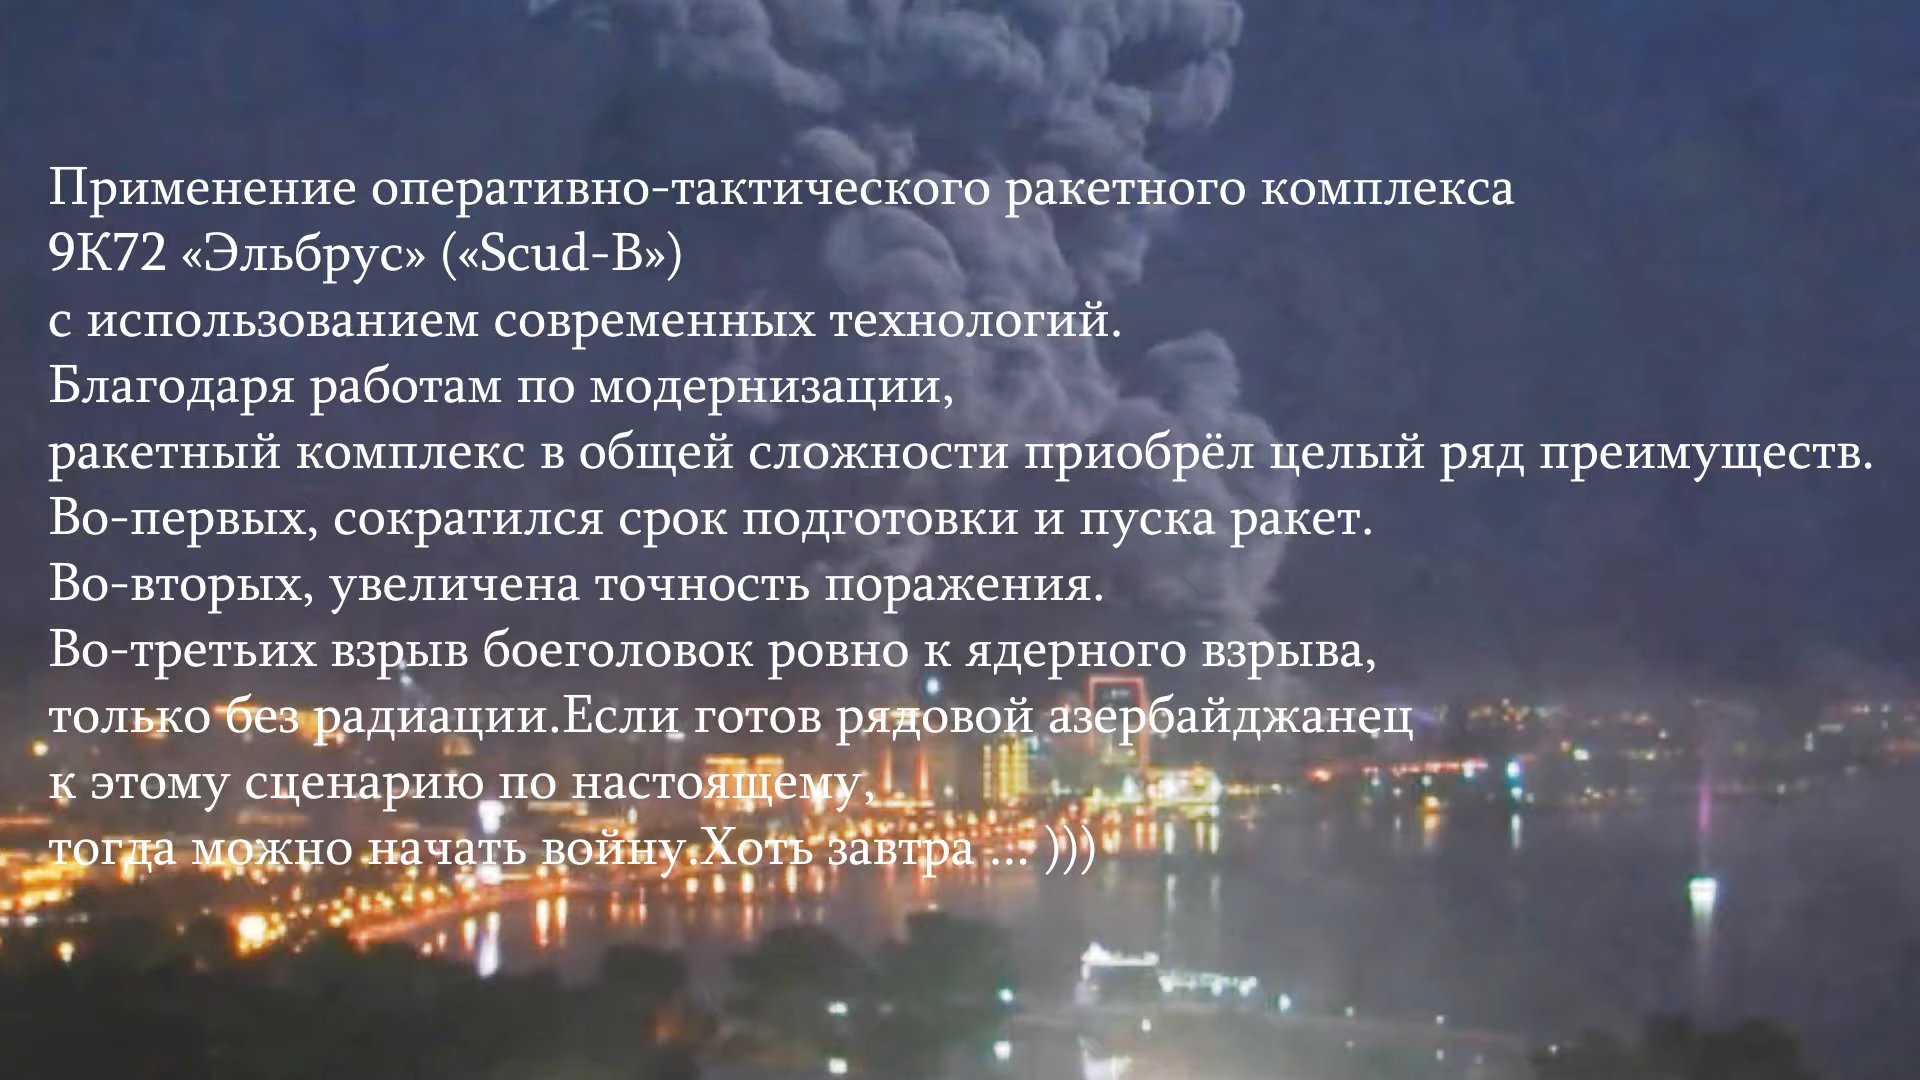 Применение оперативно-тактического ракетного комплекса
9К72 «Эльбрус» («Scud-B»)
с использованием современных технологий.
Благодаря работам по модернизации,
ракетный комплекс в общей сложности приобрёл целый ряд преимуществ.
Во-первых, сократился срок подготовки и пуска ракет.
Во-вторых, увеличена точность поражения.
Во-третьих взрыв боеголовок ровно к ядерного взрыва,
только без радиации.Если готов рядовой азербайджанец
к этому сценарию по настоящему,
тогда можно начать войну.Хоть завтра ... )))